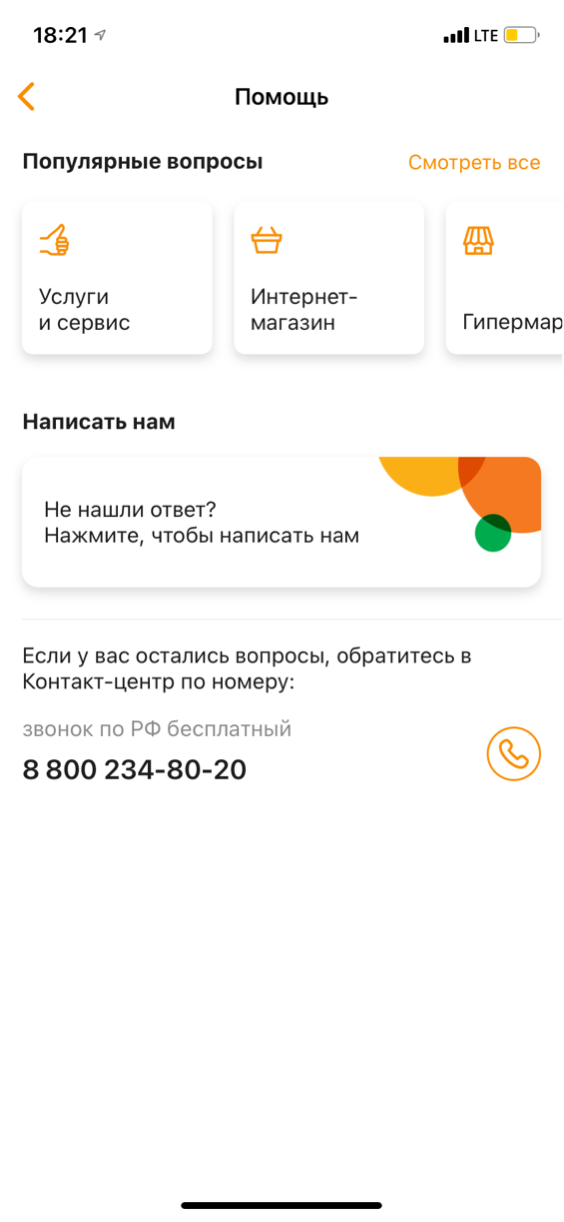 18:21
LTE
Помощь
Популярные вопросы
Смотреть все
Услуги
и сервис
Интернет-
магазин
Гипермар
Написать нам
Не нашли ответ?
Нажмите, чтобы написать нам
Если у вас остались вопросы, обратитесь в
Контакт-центр по номеру:
звонок по РФ бесплатный
8 800 234-80-20